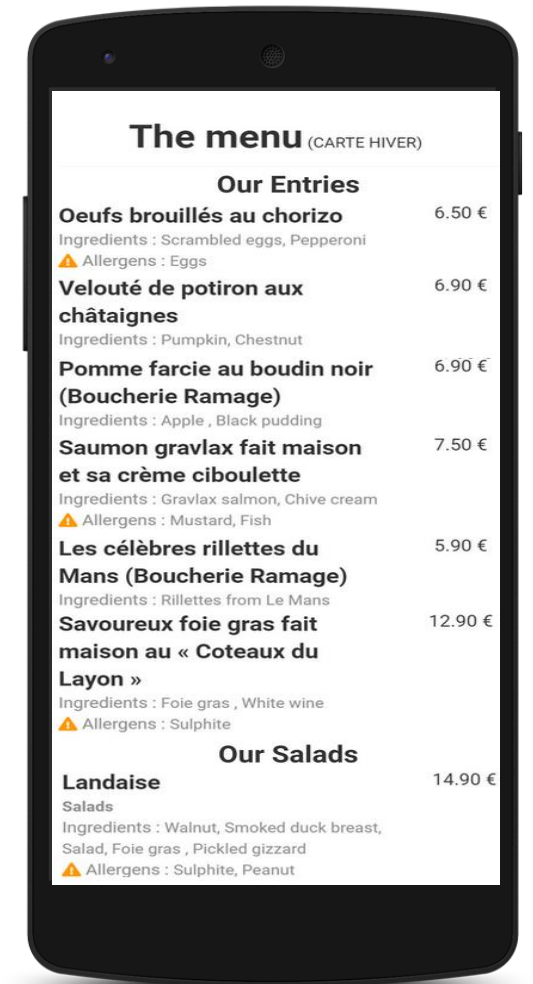 The menu (CARTE HIVER)
Our Entries
Oeufs brouillés au chorizo 6.50 €
Ingredients : Scrambled eggs, Pepperoni
Allergens : Eggs
Velouté de potiron aux 6.90 €
châtaignes
Ingredients : Pumpkin, Chestnut
Pomme farcie au boudin noir 6.90 €
(Boucherie Ramage)
Ingredients : Apple , Black pudding
Saumon gravlax fait maison 7.50 €
et sa crème ciboulette
Ingredients : Gravlax salmon, Chive cream
Allergens : Mustard, Fish
Les célèbres rillettes du 5.90 €
Mans (Boucherie Ramage)
Ingredients : Rillettes from Le Mans
Savoureux foie gras fait 12.90 €
maison au « Coteaux du
Layon »
Ingredients : Foie gras , White wine
Allergens : Sulphite
Our Salads
Landaise 14.90 €
Salads
Ingredients : Walnut, Smoked duck breast,
Salad, Foie gras , Pickled gizzard
Allergens : Sulphite, Peanut